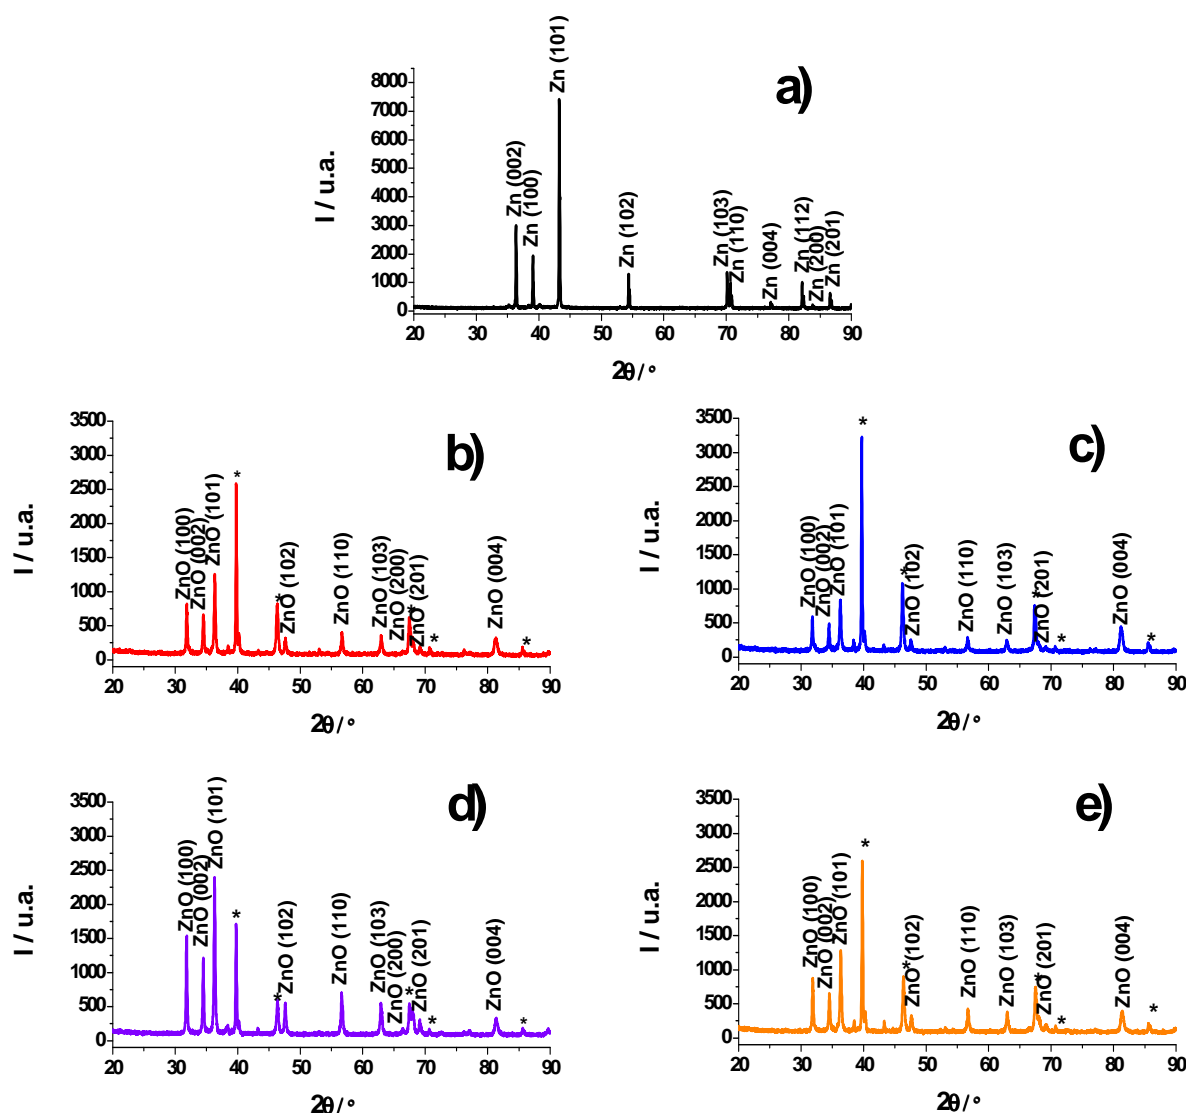 a)
I / u.a.
8000
7000
6000
5000
4000
3000
2000
1000
0
Zn (002)
Zn (100)
Zn (101)
Zn (102)
Zn (103)
Zn (110)
Zn (004)
Zn (112)
Zn (200)
Zn (201)
20 30 40 50 60 70 80 90
2θ / °
b)
I / u.a.
3500
3000
2500
2000
1500
1000
500
0
ZnO (100)
ZnO (002)
ZnO (101)
*
*
ZnO (102)
ZnO (110)
ZnO (103)
ZnO (200)
*
ZnO (201)
*
ZnO (004)
*
20 30 40 50 60 70 80 90
2θ / °
c)
I / u.a.
3500
3000
2500
2000
1500
1000
500
0
ZnO (100)
ZnO (002)
ZnO (101)
*
*
ZnO (102)
ZnO (110)
ZnO (103)
*
ZnO (201)
*
ZnO (004)
*
20 30 40 50 60 70 80 90
2θ / °
d)
I / u.a.
3500
3000
2500
2000
1500
1000
500
0
ZnO (100)
ZnO (002)
ZnO (101)
*
*
ZnO (102)
ZnO (110)
ZnO (103)
ZnO (200)
*
ZnO (201)
*
ZnO (004)
*
20 30 40 50 60 70 80 90
2θ / °
e)
I / u.a.
3500
3000
2500
2000
1500
1000
500
0
ZnO (100)
ZnO (002)
ZnO (101)
*
*
ZnO (102)
ZnO (110)
ZnO (103)
*
ZnO (201)
*
ZnO (004)
*
20 30 40 50 60 70 80 90
2θ / °